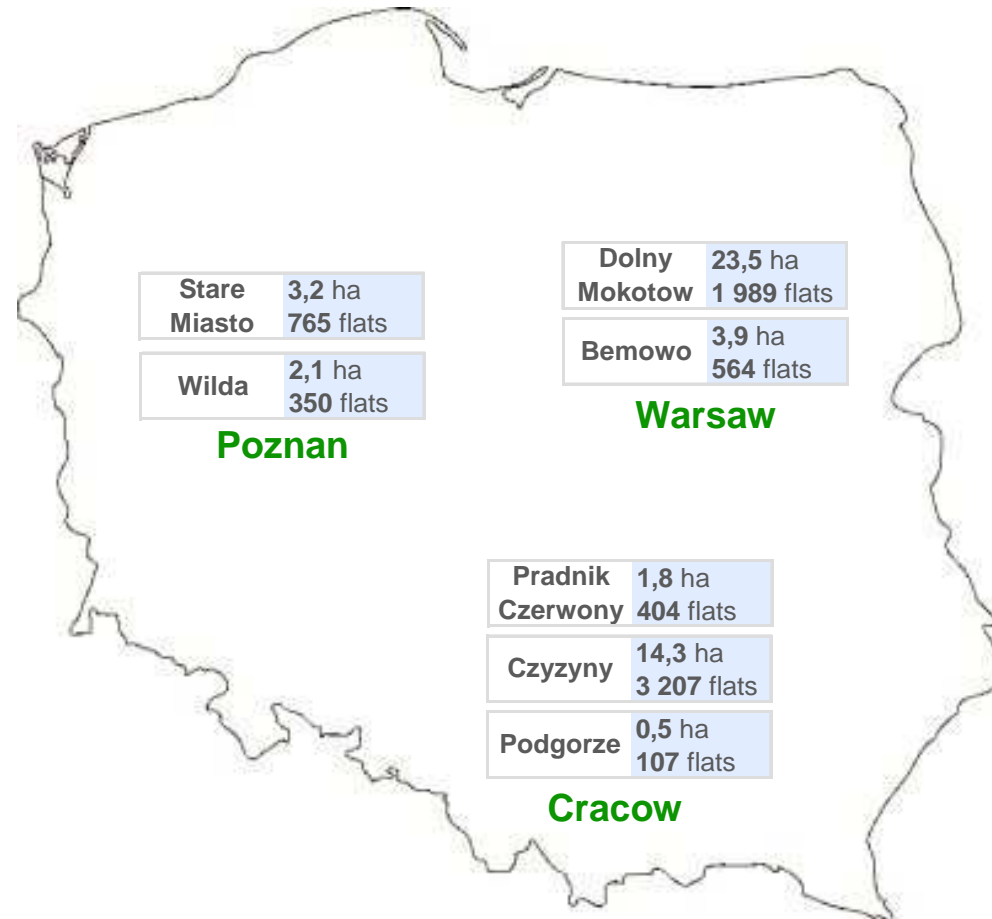 Stare
Miasto
3,2 ha
765 flats
Wilda
2,1 ha
350 flats
Poznan
Dolny
Mokotow
23,5 ha
1 989 flats
Bemowo
3,9 ha
564 flats
Warsaw
Pradnik
Czerwony
1,8 ha
404 flats
Czyzyny
14,3 ha
3 207 flats
Podgorze
0,5 ha
107 flats
Cracow